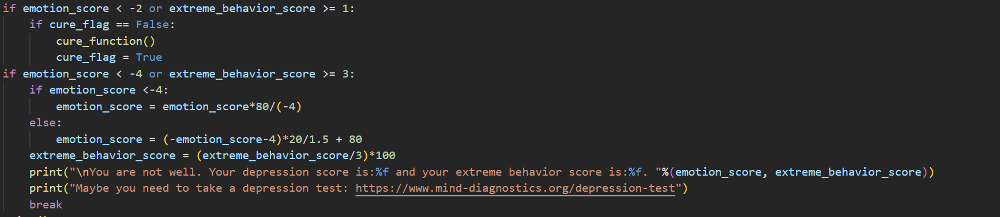 if emotion_score < -2 or extreme_behavior_score >= 1:
    if cure_flag == False:
        cure_function()
        cure_flag = True
if emotion_score < -4 or extreme_behavior_score >= 3:
    if emotion_score <-4:
        emotion_score = emotion_score*80/(-4)
    else:
        emotion_score = (-emotion_score-4)*20/1.5 + 80
    extreme_behavior_score = (extreme_behavior_score/3)*100
    print("\nYou are not well. Your depression score is:%f and your extreme behavior score is:%f. "%(emotion_score, extreme_behavior_score))
    print("Maybe you need to take a depression test: https://www.mind-diagnostics.org/depression-test")
    break